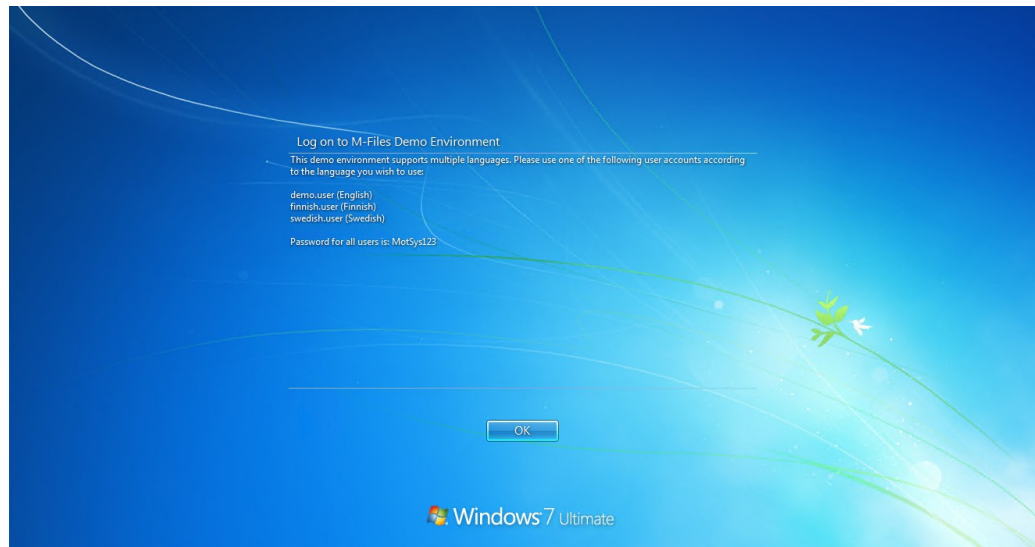 Log on to M-Files Demo Environment
This demo environment supports multiple languages. Please use one of the following user accounts according
to the language you wish to use:
demo.user (English)
finnish.user (Finnish)
swedish.user (Swedish)
Password for all users is: MotSys123
OK
Windows 7 Ultimate